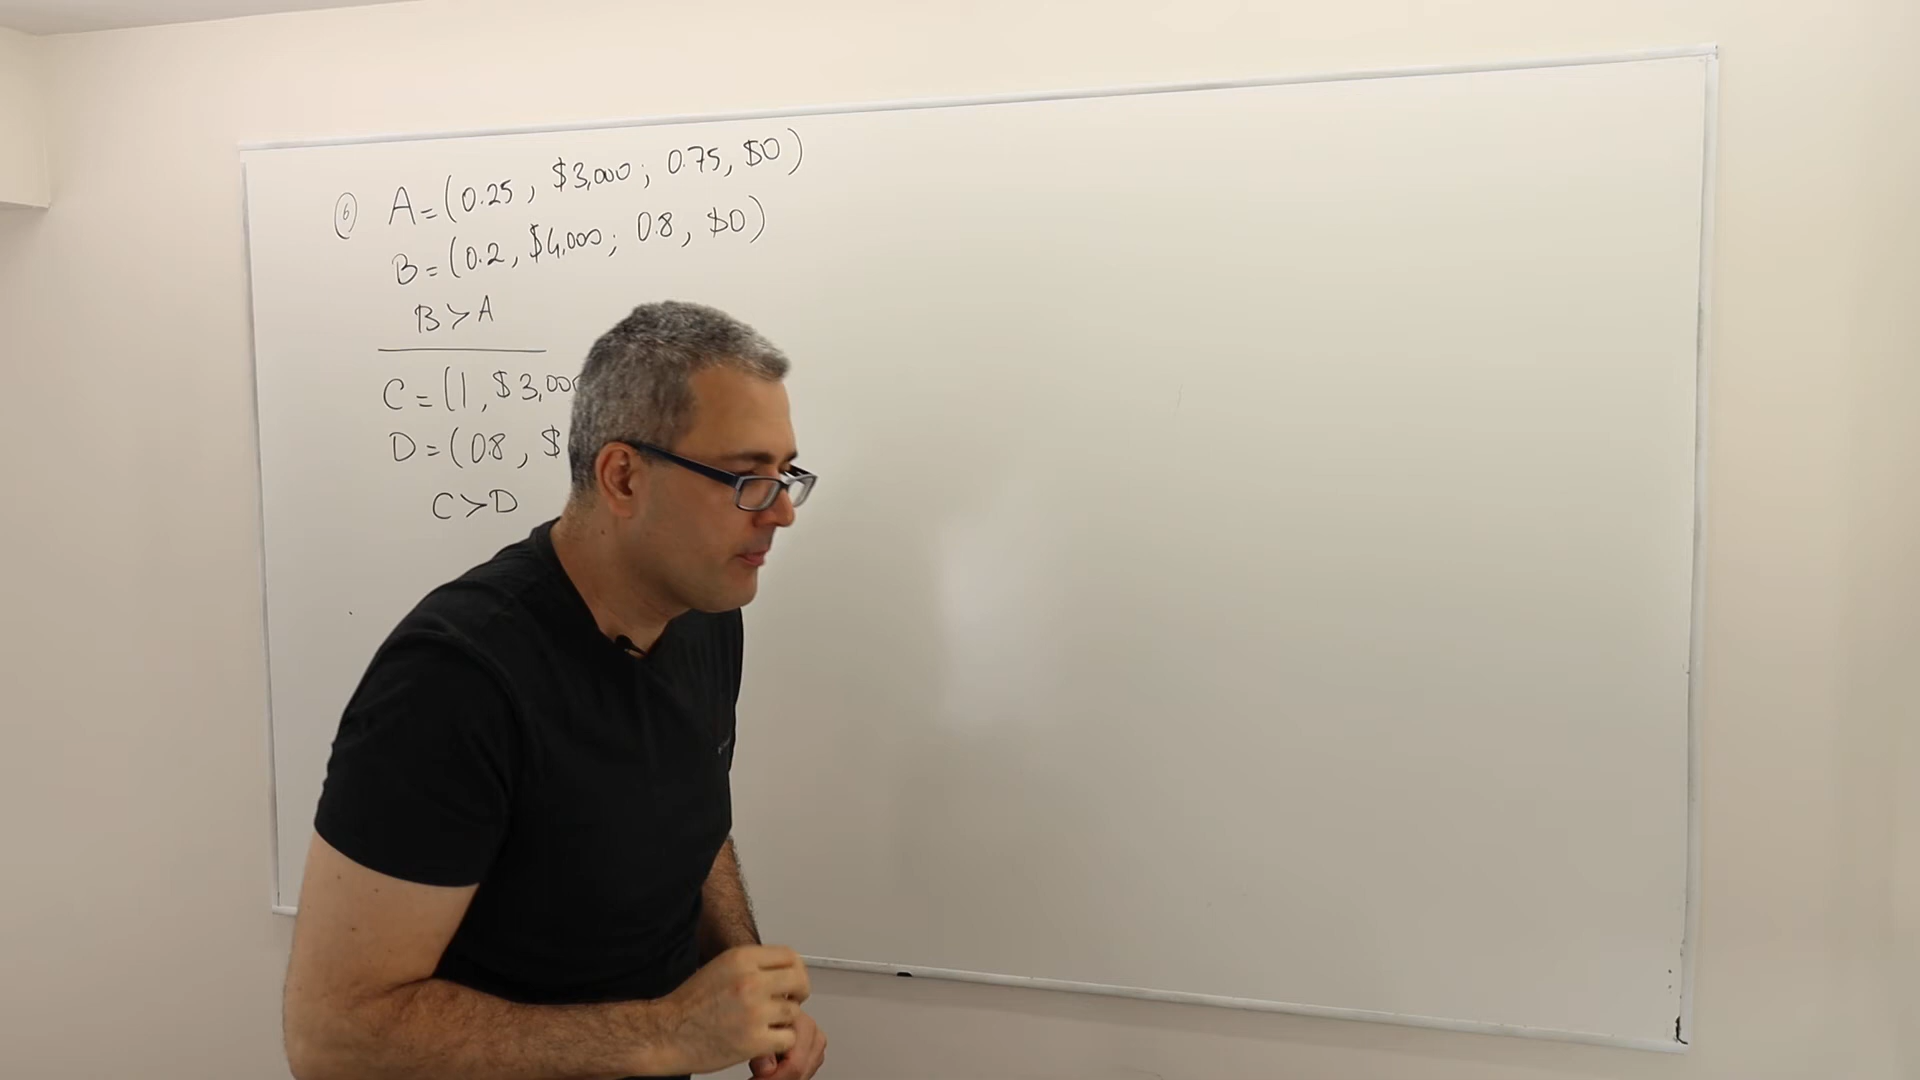 ⑥ A=(0.25, $3,000; 0.75, $0)
B=(0.2, $4,000; 0.8, $0)
B>A
C=(1, $3,000
D=(0.8, $
C>D